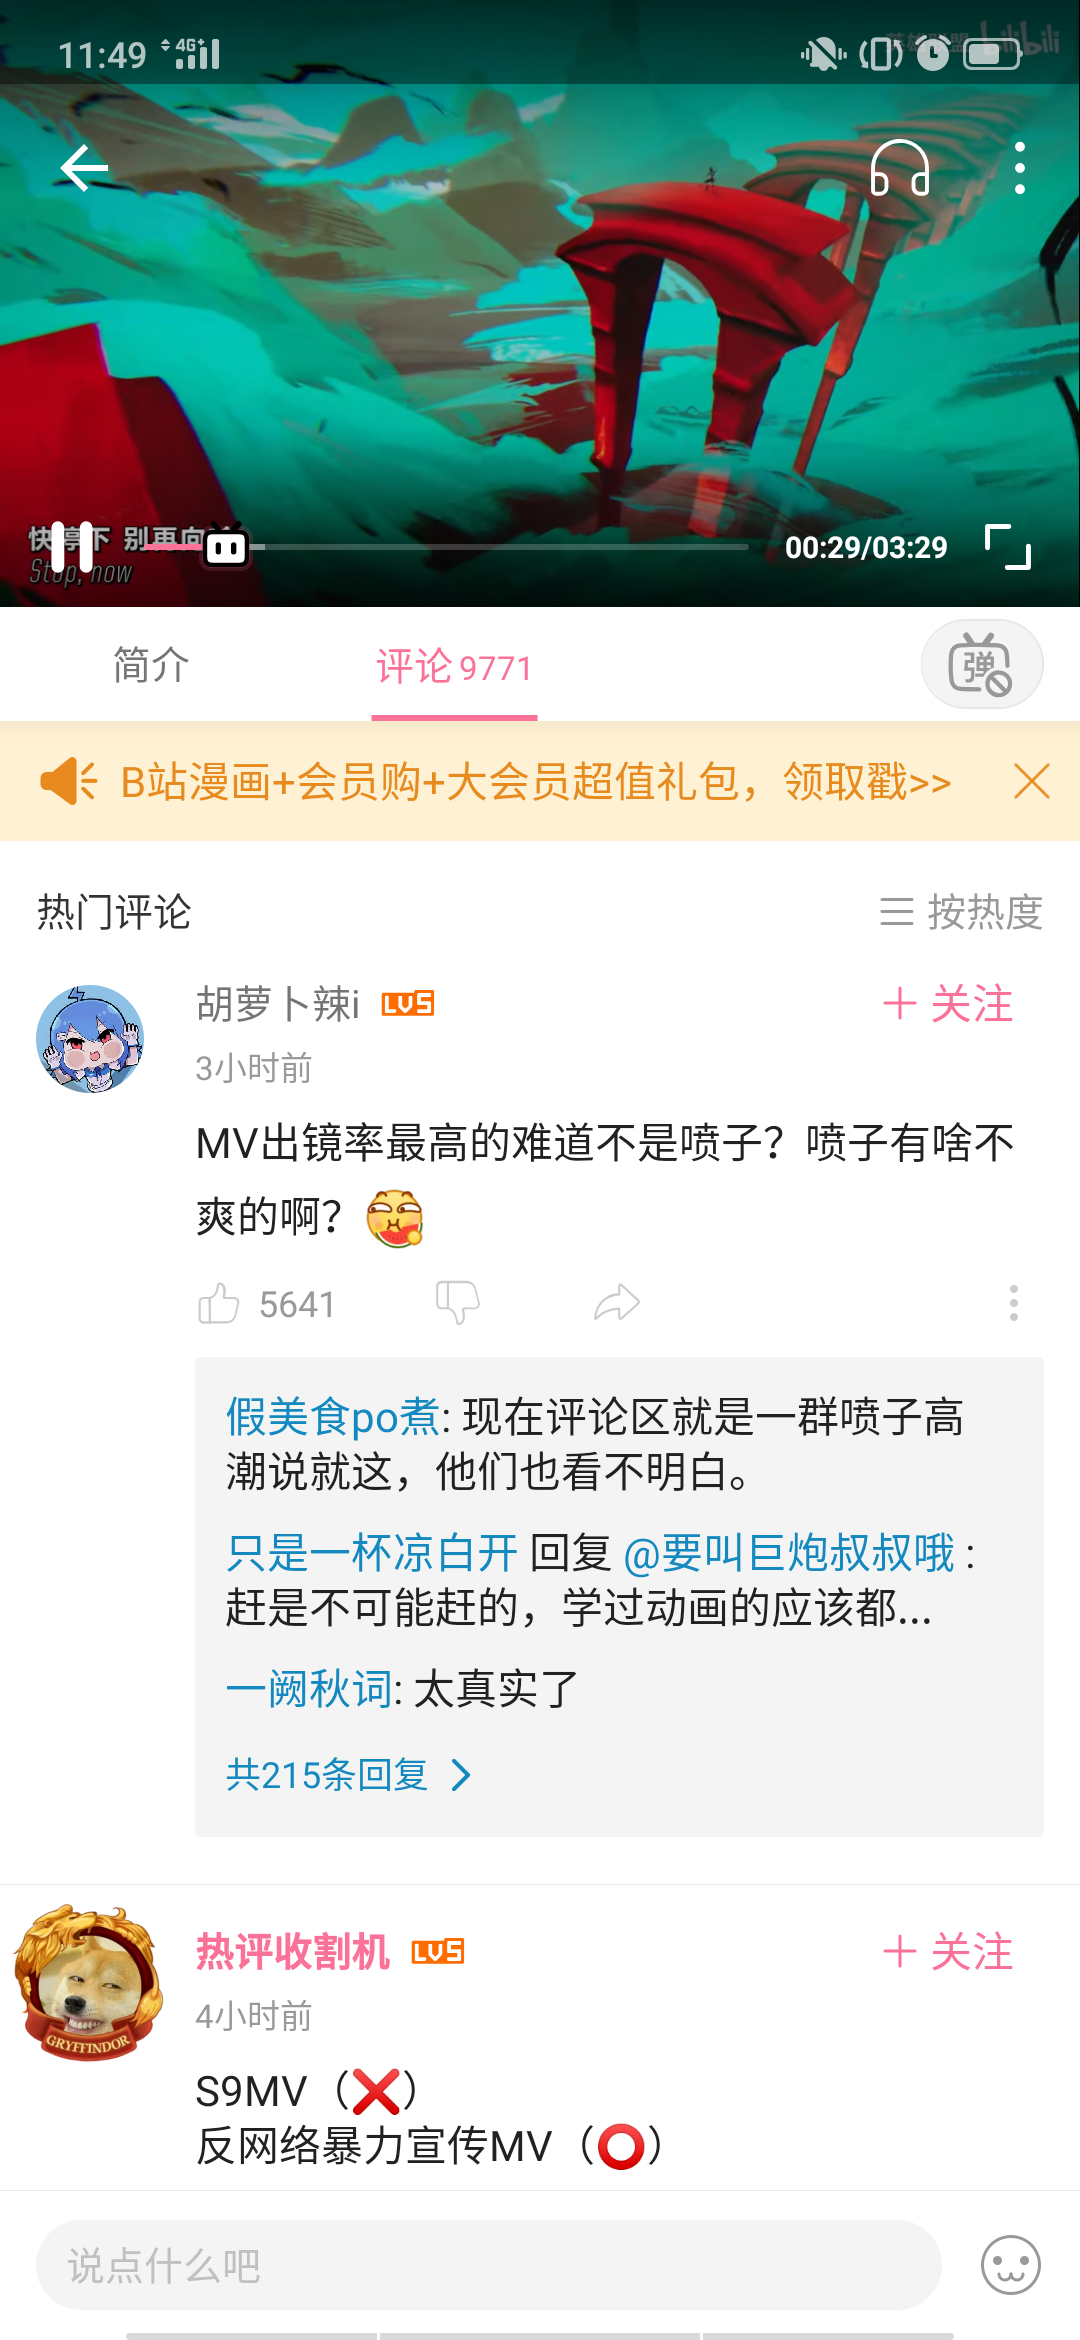 11:49 4G+
英雄联盟 bilibili
快停下 别再向
Stop, now
00:29/03:29
简介
评论 9771
弹
B站漫画+会员购+大会员超值礼包，领取戳>>
热门评论
按热度
胡萝卜辣i LV5
+ 关注
3小时前
MV出镜率最高的难道不是喷子？喷子有啥不
爽的啊？
5641
假美食po煮: 现在评论区就是一群喷子高
潮说就这，他们也看不明白。
只是一杯凉白开 回复 @要叫巨炮叔叔哦 :
赶是不可能赶的，学过动画的应该都...
一阙秋词: 太真实了
共215条回复 >
热评收割机 LV5
+ 关注
4小时前
GRYFFINDOR
S9MV（❌）
反网络暴力宣传MV（⭕）
说点什么吧